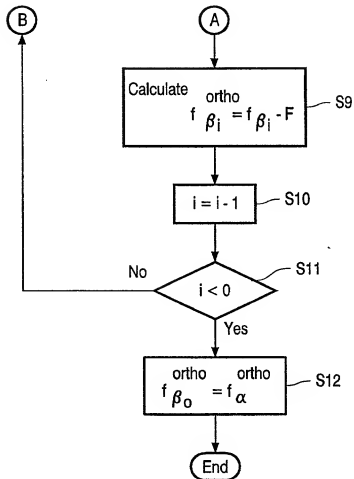 B
A
Calculate
f ortho βi = f βi - F
S9
i = i - 1
S10
No
i < 0
S11
Yes
f ortho βo = f ortho α
S12
End